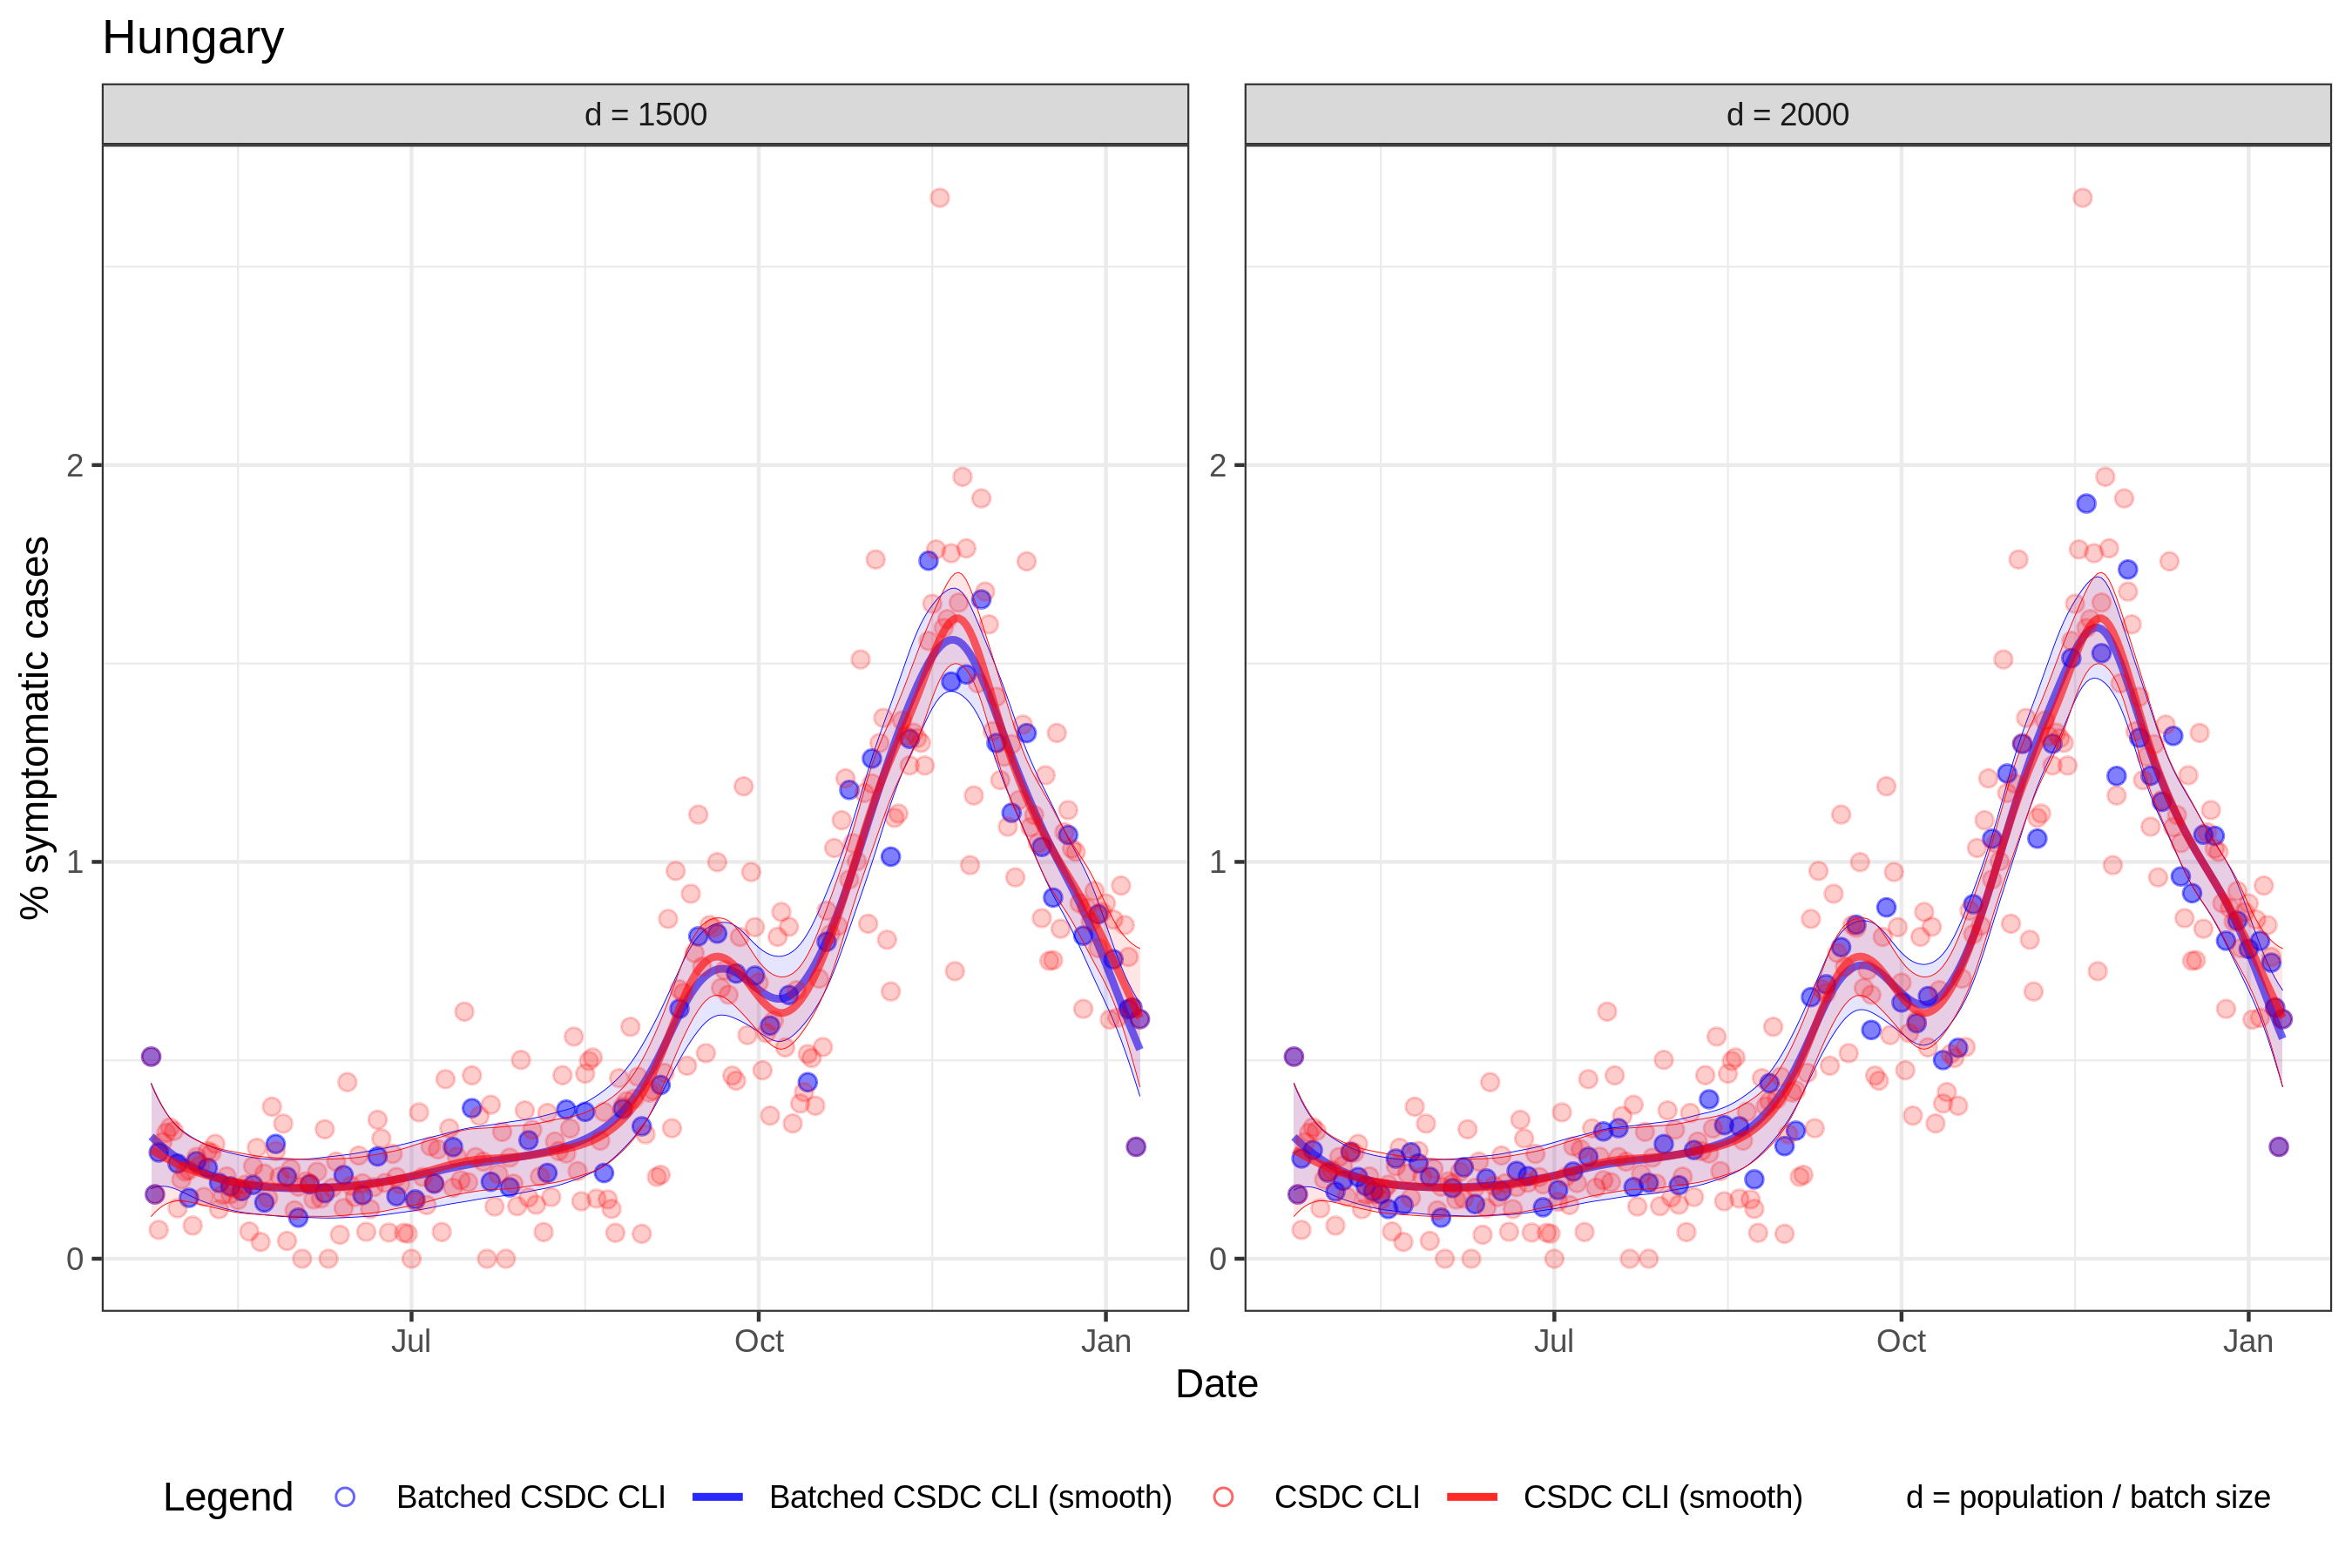 Hungary
d = 1500
d = 2000
% symptomatic cases
2
1
0
2
1
0
Jul
Oct
Jan
Jul
Oct
Jan
Date
Legend
Batched CSDC CLI
Batched CSDC CLI (smooth)
CSDC CLI
CSDC CLI (smooth)
d = population / batch size